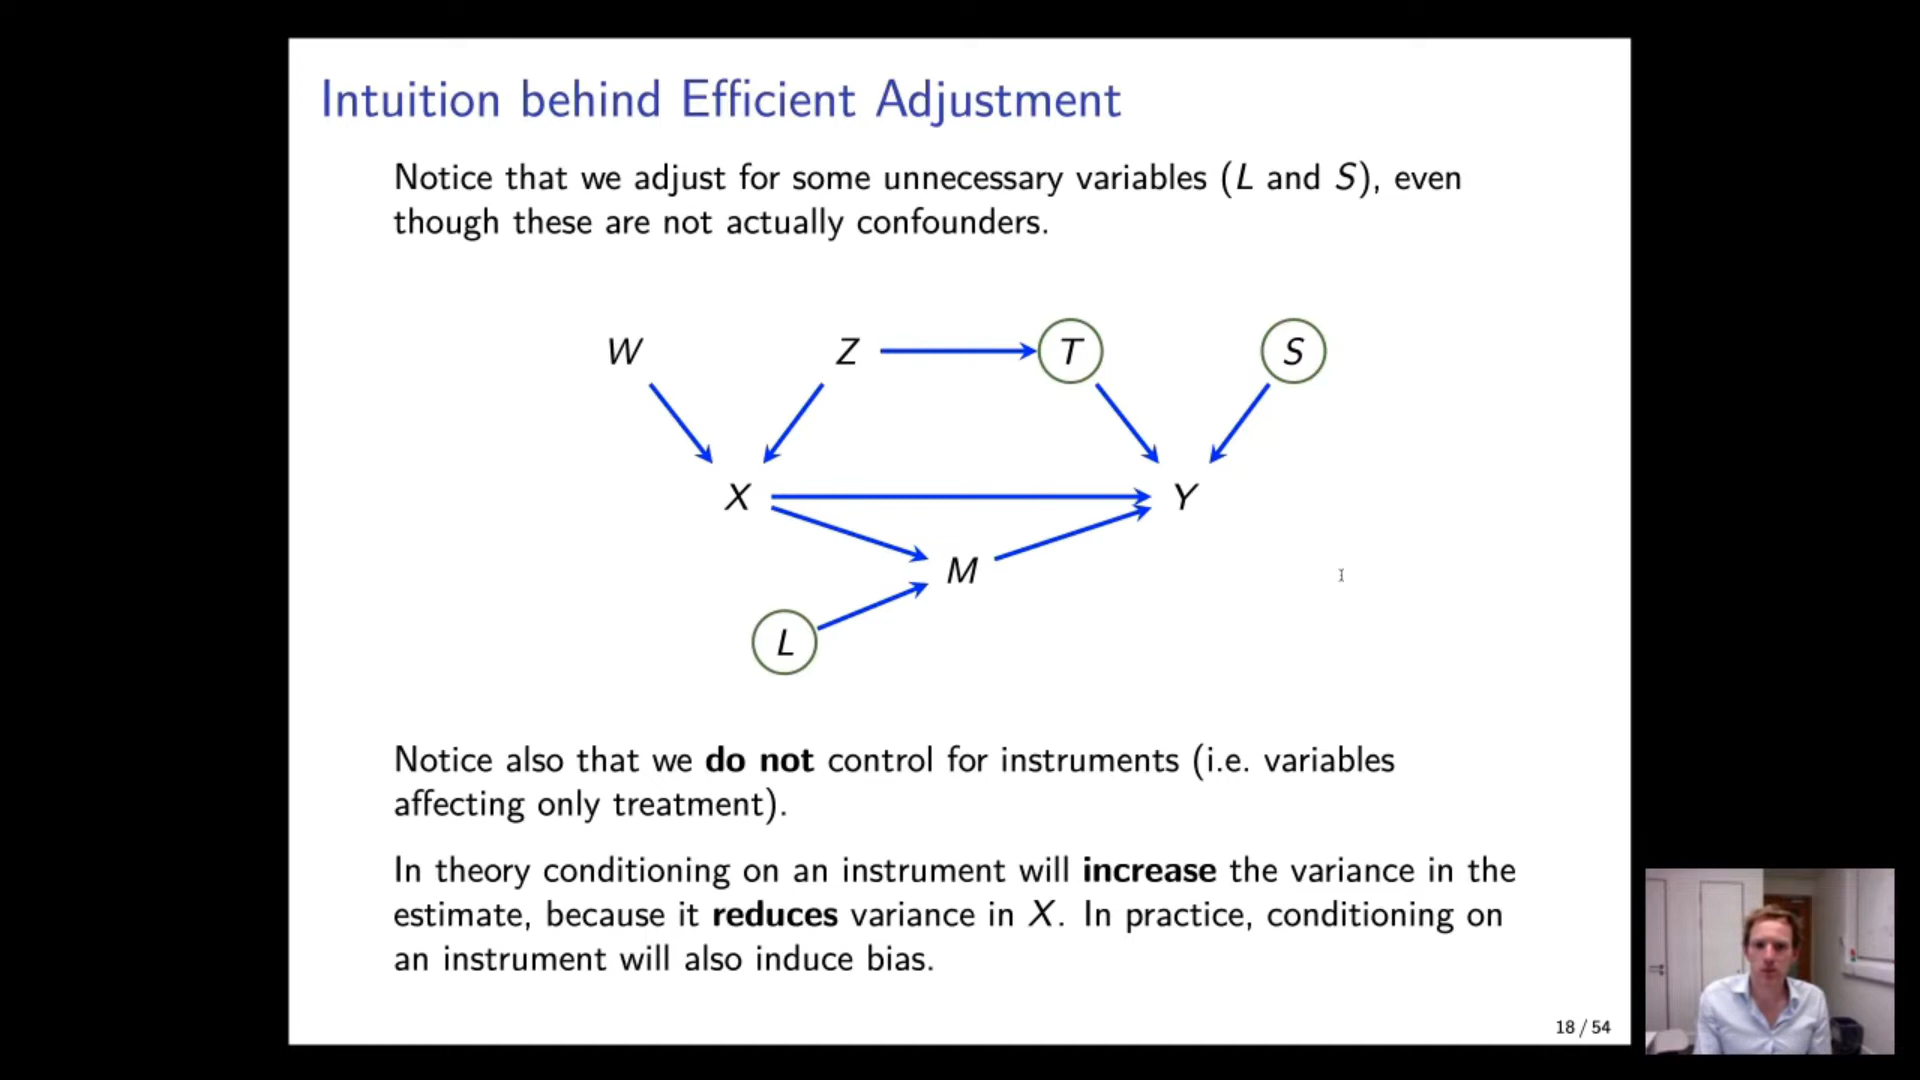 Intuition behind Efficient Adjustment
Notice that we adjust for some unnecessary variables (L and S), even
though these are not actually confounders.
W Z T S
X Y
M
L
Notice also that we do not control for instruments (i.e. variables
affecting only treatment).
In theory conditioning on an instrument will increase the variance in the
estimate, because it reduces variance in X. In practice, conditioning on
an instrument will also induce bias.
18 / 54